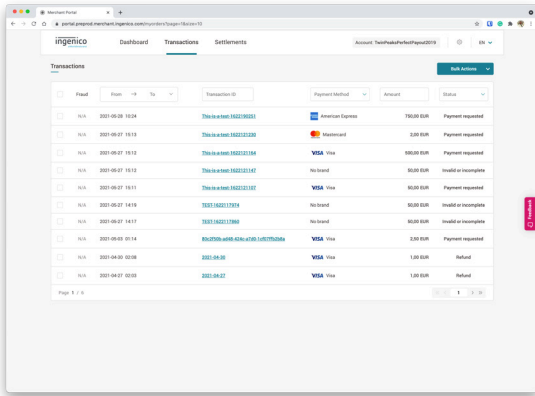 Merchant Portal
portal.preprod.merchant.ingenico.com/myorders?page=1&size=10
ingenico Dashboard Transactions Settlements Account: TwinPeaksPerfectPayout2015 EN
Transactions Bulk Actions
Fraud From → To Transaction ID Payment Method Amount Status
N/A 2021-05-28 10:24 This-is-a-test-1622190251 American Express 750,00 EUR Payment requested
N/A 2021-05-27 15:13 This-is-a-test-1622121230 Mastercard 2,00 EUR Payment requested
N/A 2021-05-27 15:12 This-is-a-test-1622121164 VISA Visa 500,00 EUR Payment requested
N/A 2021-05-27 15:12 This-is-a-test-1622121147 No brand 50,00 EUR Invalid or incomplete
N/A 2021-05-27 15:11 This-is-a-test-1622121107 VISA Visa 50,00 EUR Payment requested
N/A 2021-05-27 14:19 TEST-1622117974 No brand 50,00 EUR Invalid or incomplete
N/A 2021-05-27 14:17 TEST-1622117860 No brand 50,00 EUR Invalid or incomplete
N/A 2021-05-03 01:14 VISA Visa 2,00 EUR Payment requested
N/A 2021-04-30 02:08 2021-04-30 VISA Visa 1,00 EUR Refund
N/A 2021-04-27 02:03 2021-04-27 VISA Visa 1,00 EUR Refund
Page 1 / 6 1
Feedback